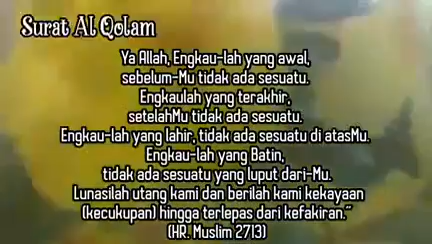 Surat Al Qolam
Ya Allah, Engkau-lah yang awal,
sebelum-Mu tidak ada sesuatu.
Engkaulah yang terakhir,
setelahMu tidak ada sesuatu.
Engkau-lah yang lahir, tidak ada sesuatu di atasMu.
Engkau-lah yang Batin,
tidak ada sesuatu yang luput dari-Mu.
Lunasilah utang kami dan berilah kami kekayaan
(kecukupan) hingga terlepas dari kefakiran."
(HR. Muslim 2713)